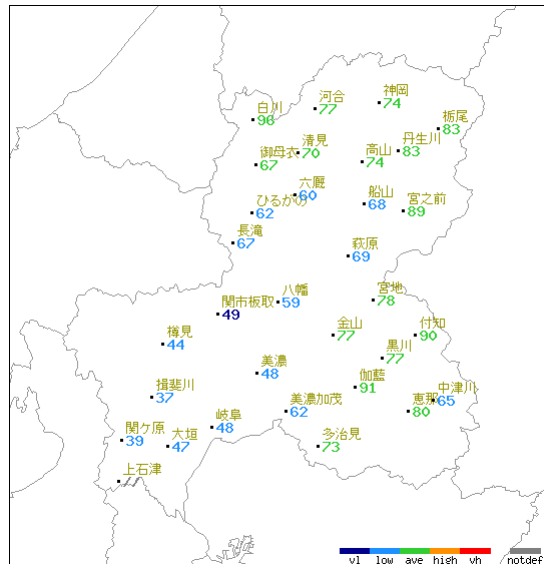 神岡
74
河合
77
白川
96
栃尾
83
丹生川
83
清見
70
高山
74
御母衣
67
六厩
60
船山
68
宮之前
89
ひるがの
62
長滝
67
萩原
69
八幡
59
宮地
78
関市板取
49
金山
77
付知
90
樽見
44
黒川
77
美濃
48
伽藍
91
揖斐川
37
中津川
65
美濃加茂
62
恵那
80
岐阜
48
関ケ原
39
大垣
47
多治見
73
上石津
vl low ave high vh notdef